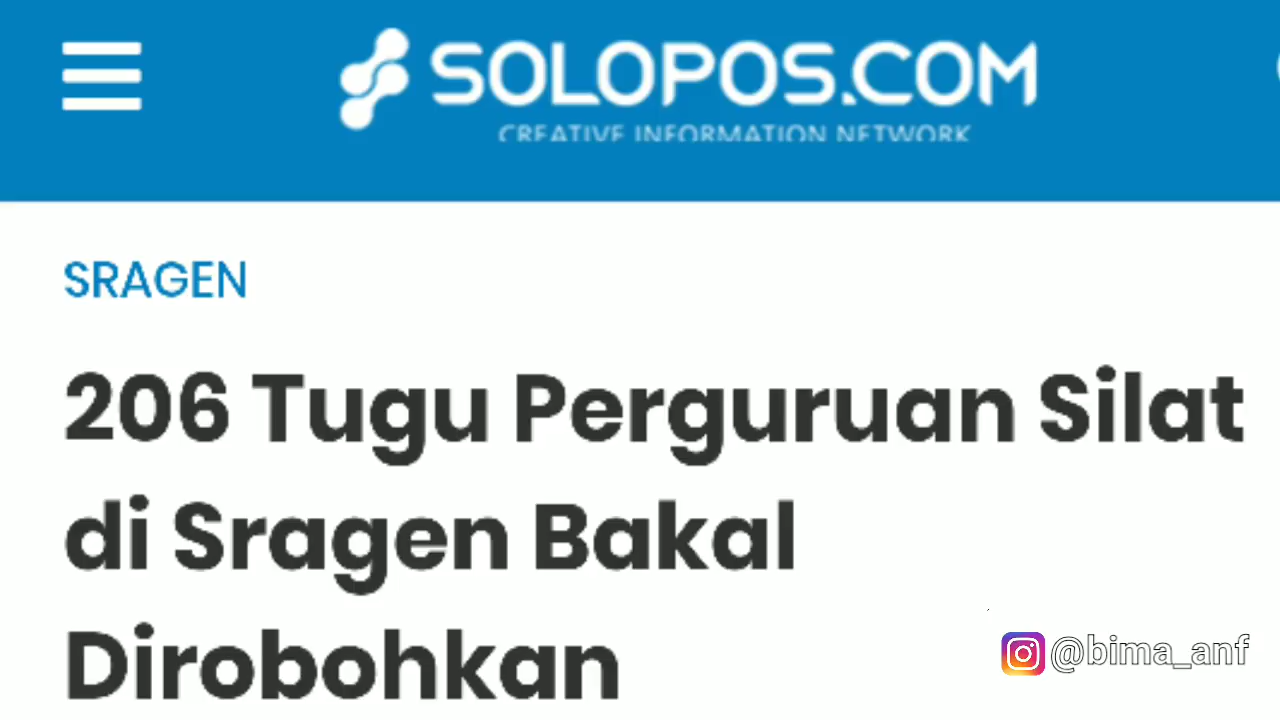 SOLOPOS.COM
CREATIVE INFORMATION NETWORK
SRAGEN
206 Tugu Perguruan Silat
di Sragen Bakal
Dirobohkan
@bima_anf